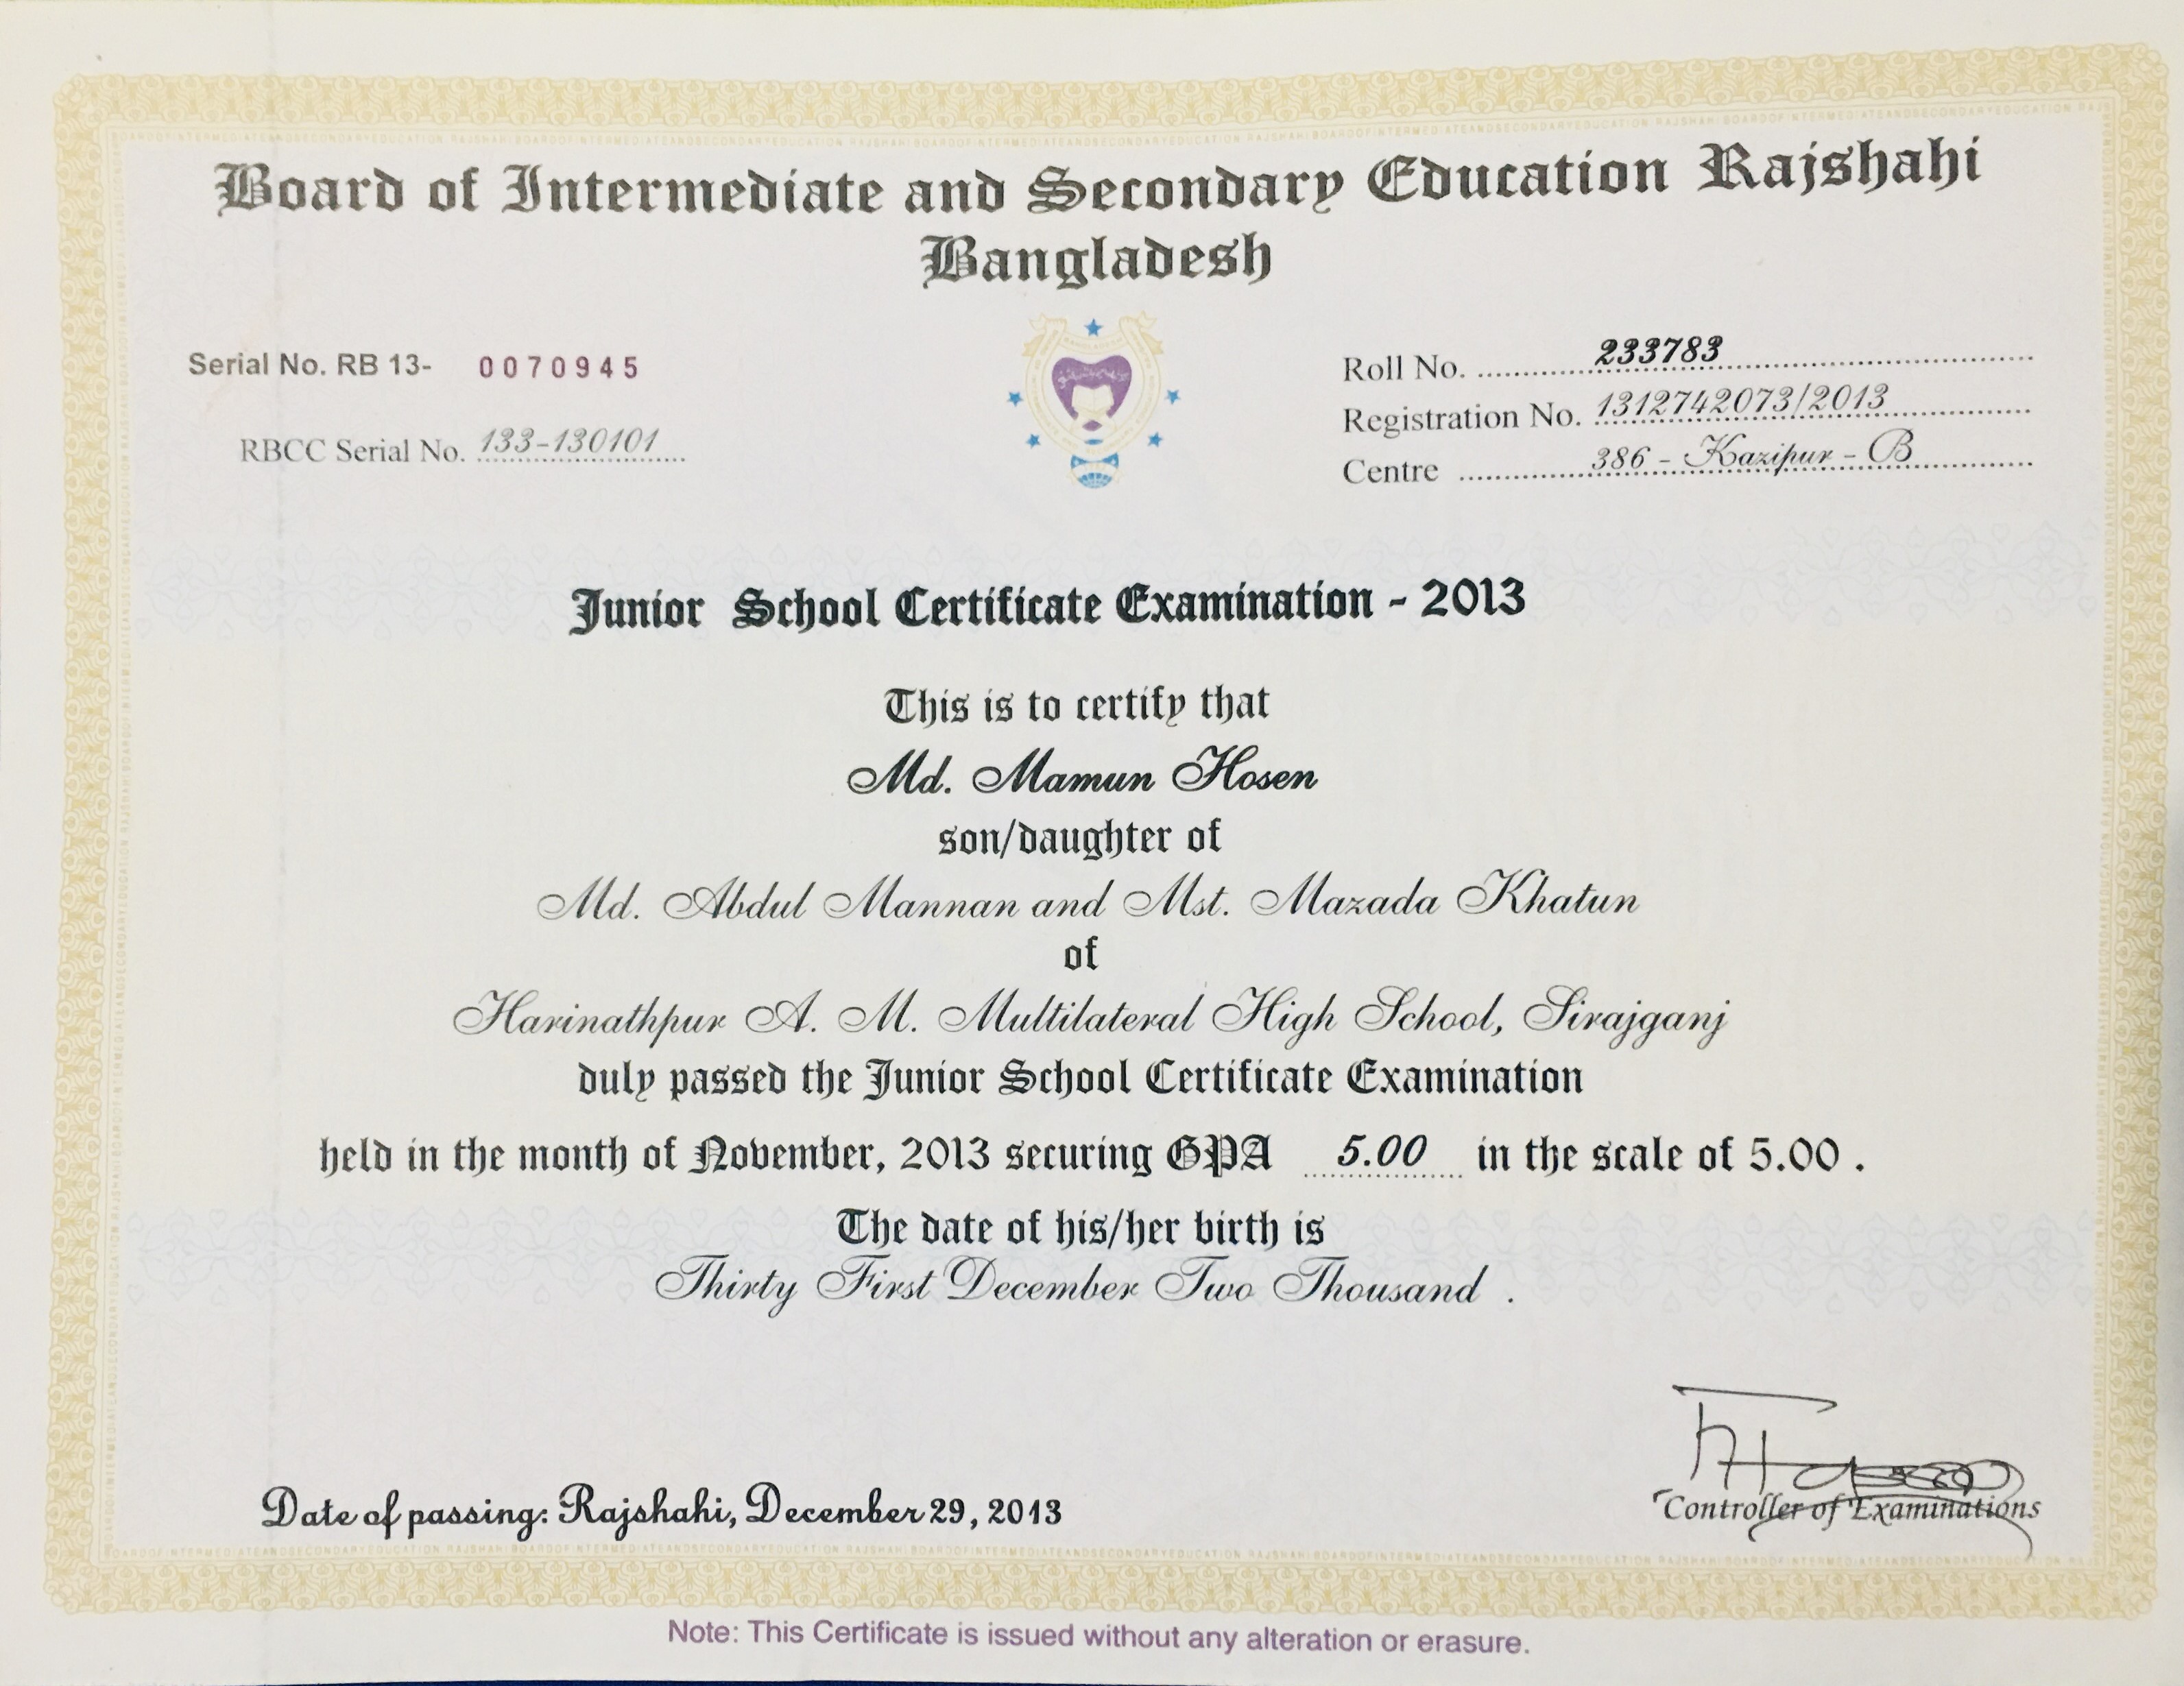 Board of Intermediate and Secondary Education Rajshahi
Bangladesh
Serial No. RB 13- 0070945
RBCC Serial No. 133-130101
Roll No. 233783
Registration No. 1312742073/2013
Centre 386 - Kazipur - B
Junior School Certificate Examination - 2013
This is to certify that
Md. Mamun Hosen
son/daughter of
Md. Abdul Mannan and Mst. Mazada Khatun
of
Harinathpur A. M. Multilateral High School, Sirajganj
duly passed the Junior School Certificate Examination
held in the month of November, 2013 securing GPA 5.00 in the scale of 5.00 .
The date of his/her birth is
Thirty First December Two Thousand .
Date of passing: Rajshahi, December 29, 2013
Controller of Examinations
Note: This Certificate is issued without any alteration or erasure.